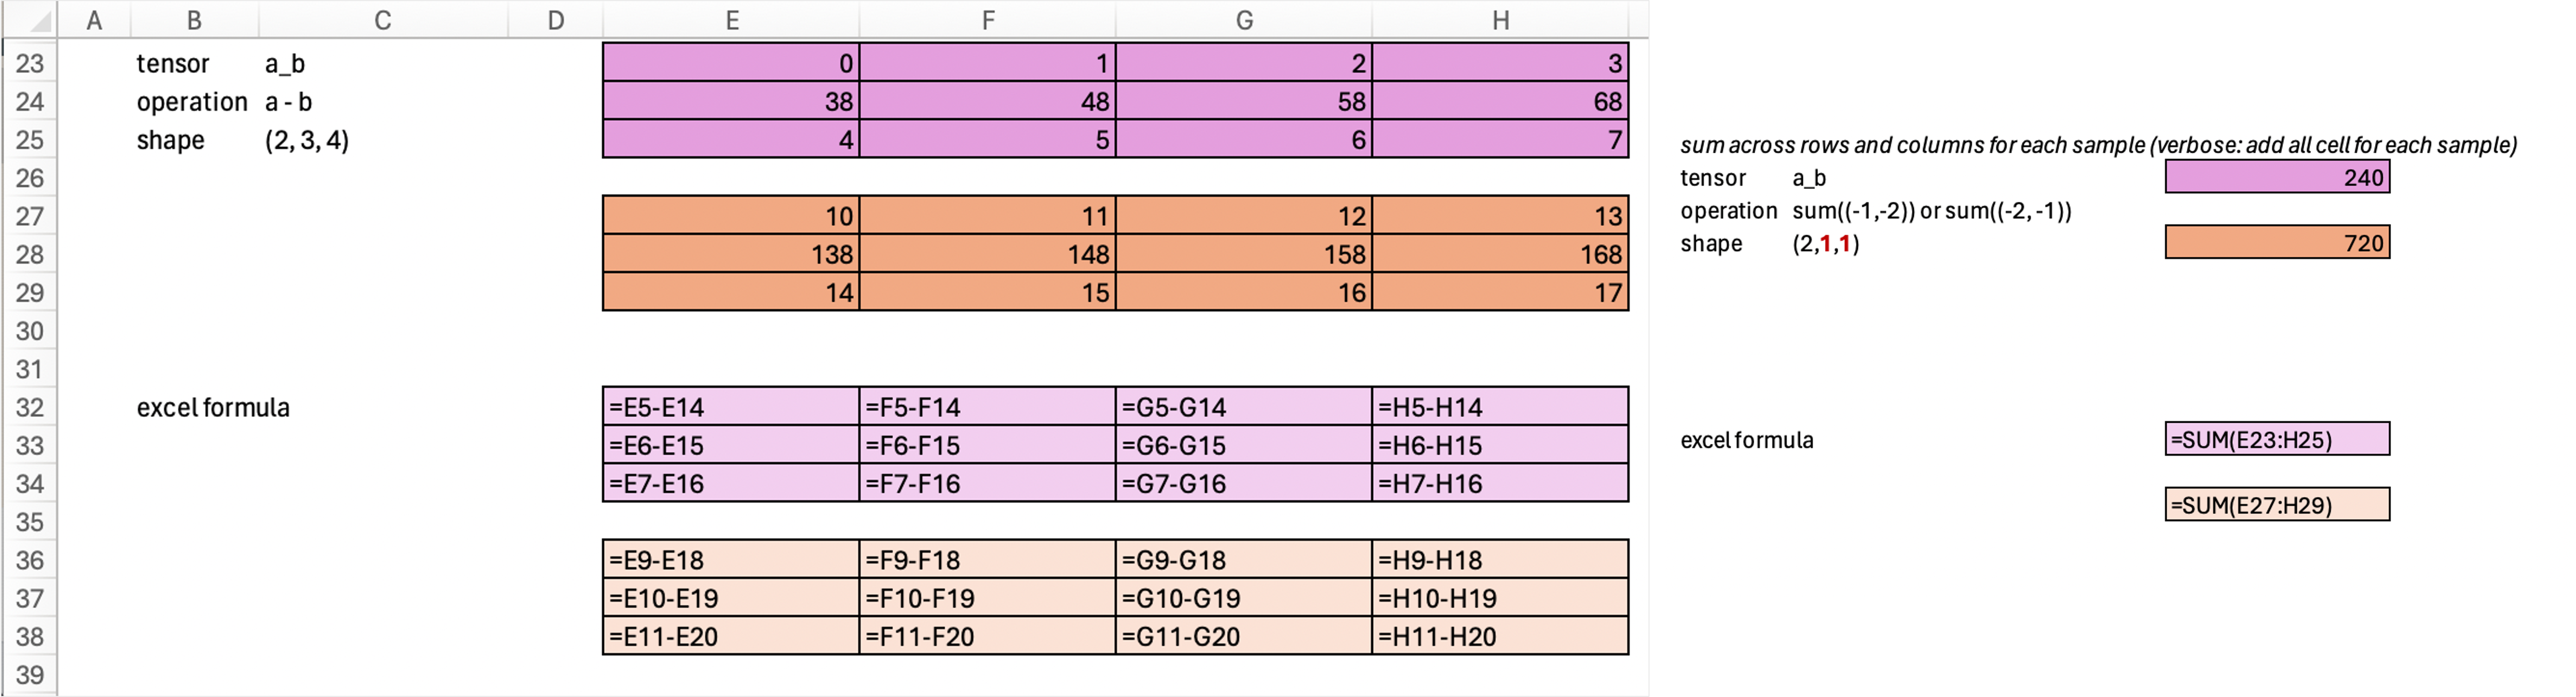 A B C D E F G H
23 tensor a_b 0 1 2 3
24 operation a - b 38 48 58 68
25 shape (2, 3, 4) 4 5 6 7
26
27 10 11 12 13
28 138 148 158 168
29 14 15 16 17
30
31
32 excel formula =E5-E14 =F5-F14 =G5-G14 =H5-H14
33 =E6-E15 =F6-F15 =G6-G15 =H6-H15
34 =E7-E16 =F7-F16 =G7-G16 =H7-H16
35
36 =E9-E18 =F9-F18 =G9-G18 =H9-H18
37 =E10-E19 =F10-F19 =G10-G19 =H10-H19
38 =E11-E20 =F11-F20 =G11-G20 =H11-H20
39
sum across rows and columns for each sample (verbose: add all cell for each sample)
tensor a_b 240
operation sum((-1,-2)) or sum((-2, -1))
shape (2,1,1) 720
excel formula =SUM(E23:H25)
=SUM(E27:H29)